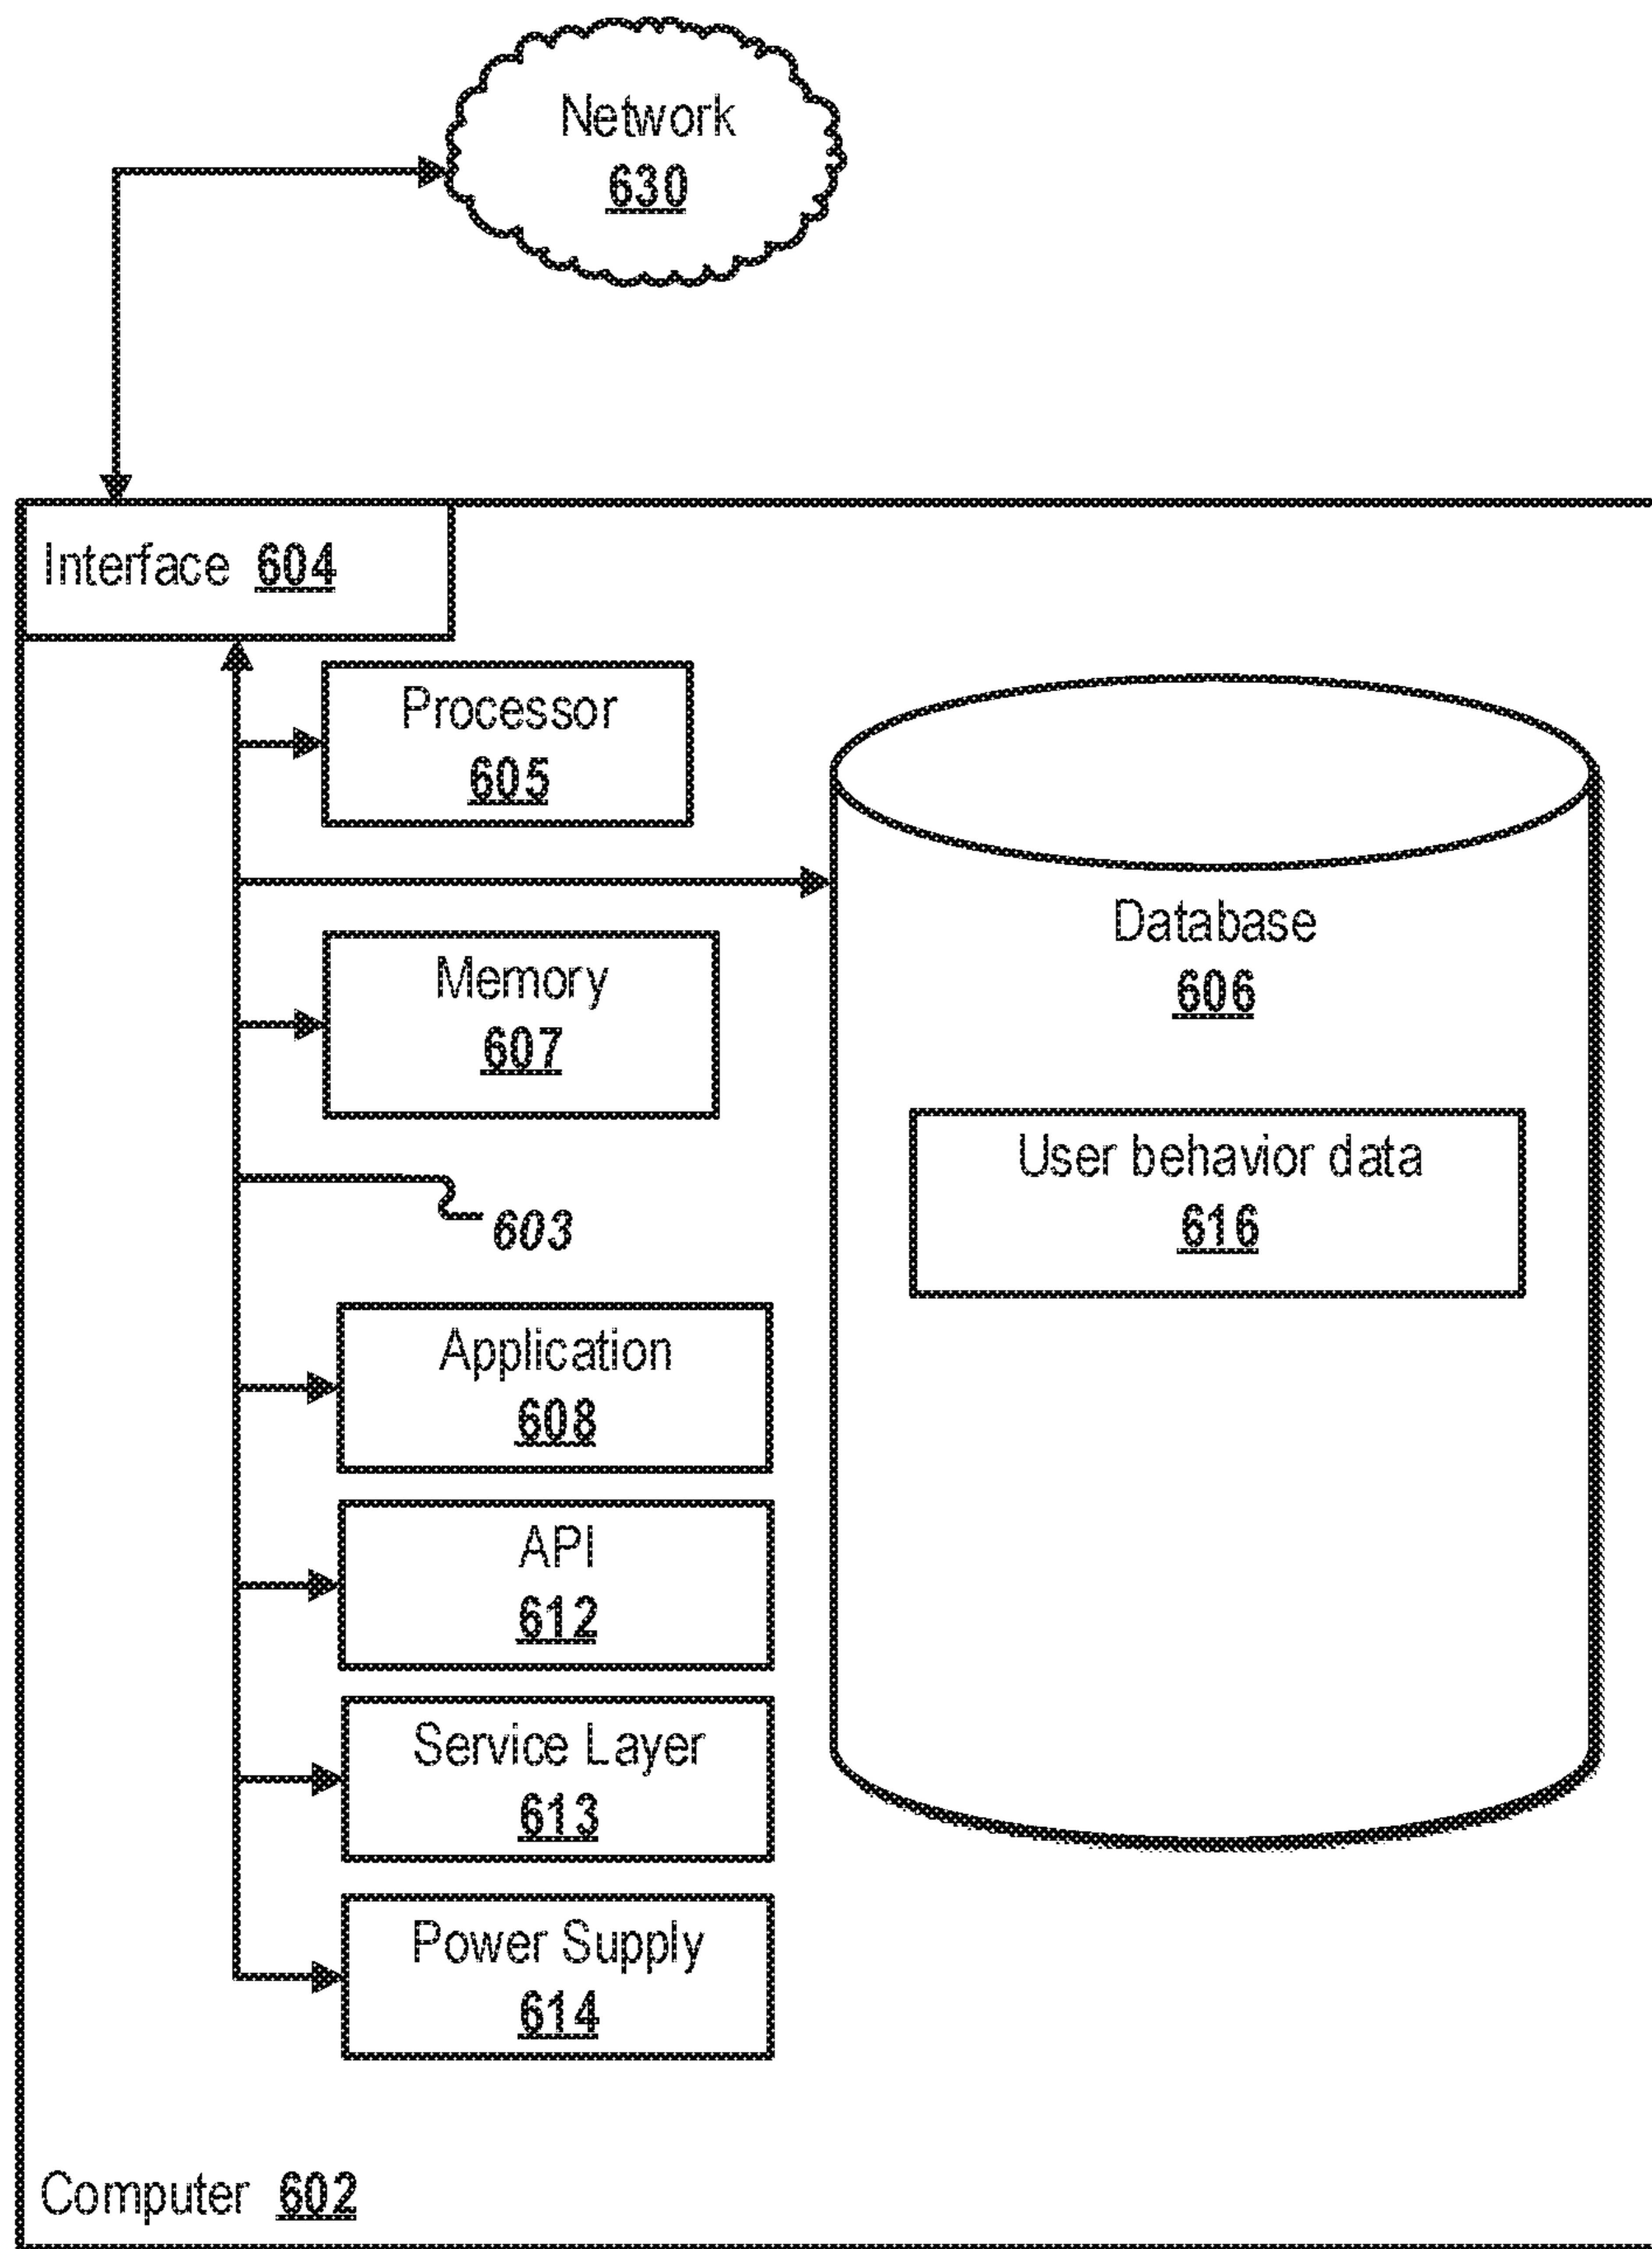 Network
630
Interface 604
Processor
605
Database
606
Memory
607
User behavior data
616
603
Application
608
API
612
Service Layer
613
Power Supply
614
Computer 602